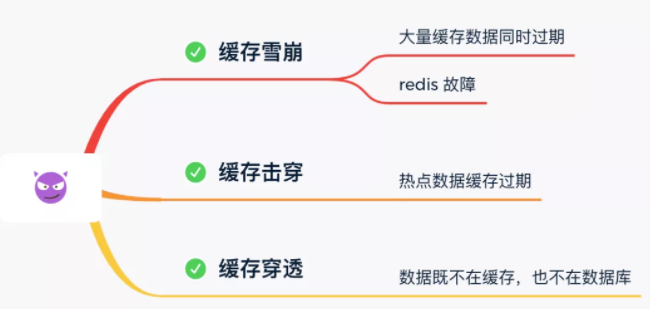 缓存雪崩
大量缓存数据同时过期
redis 故障
缓存击穿
热点数据缓存过期
缓存穿透
数据既不在缓存，也不在数据库